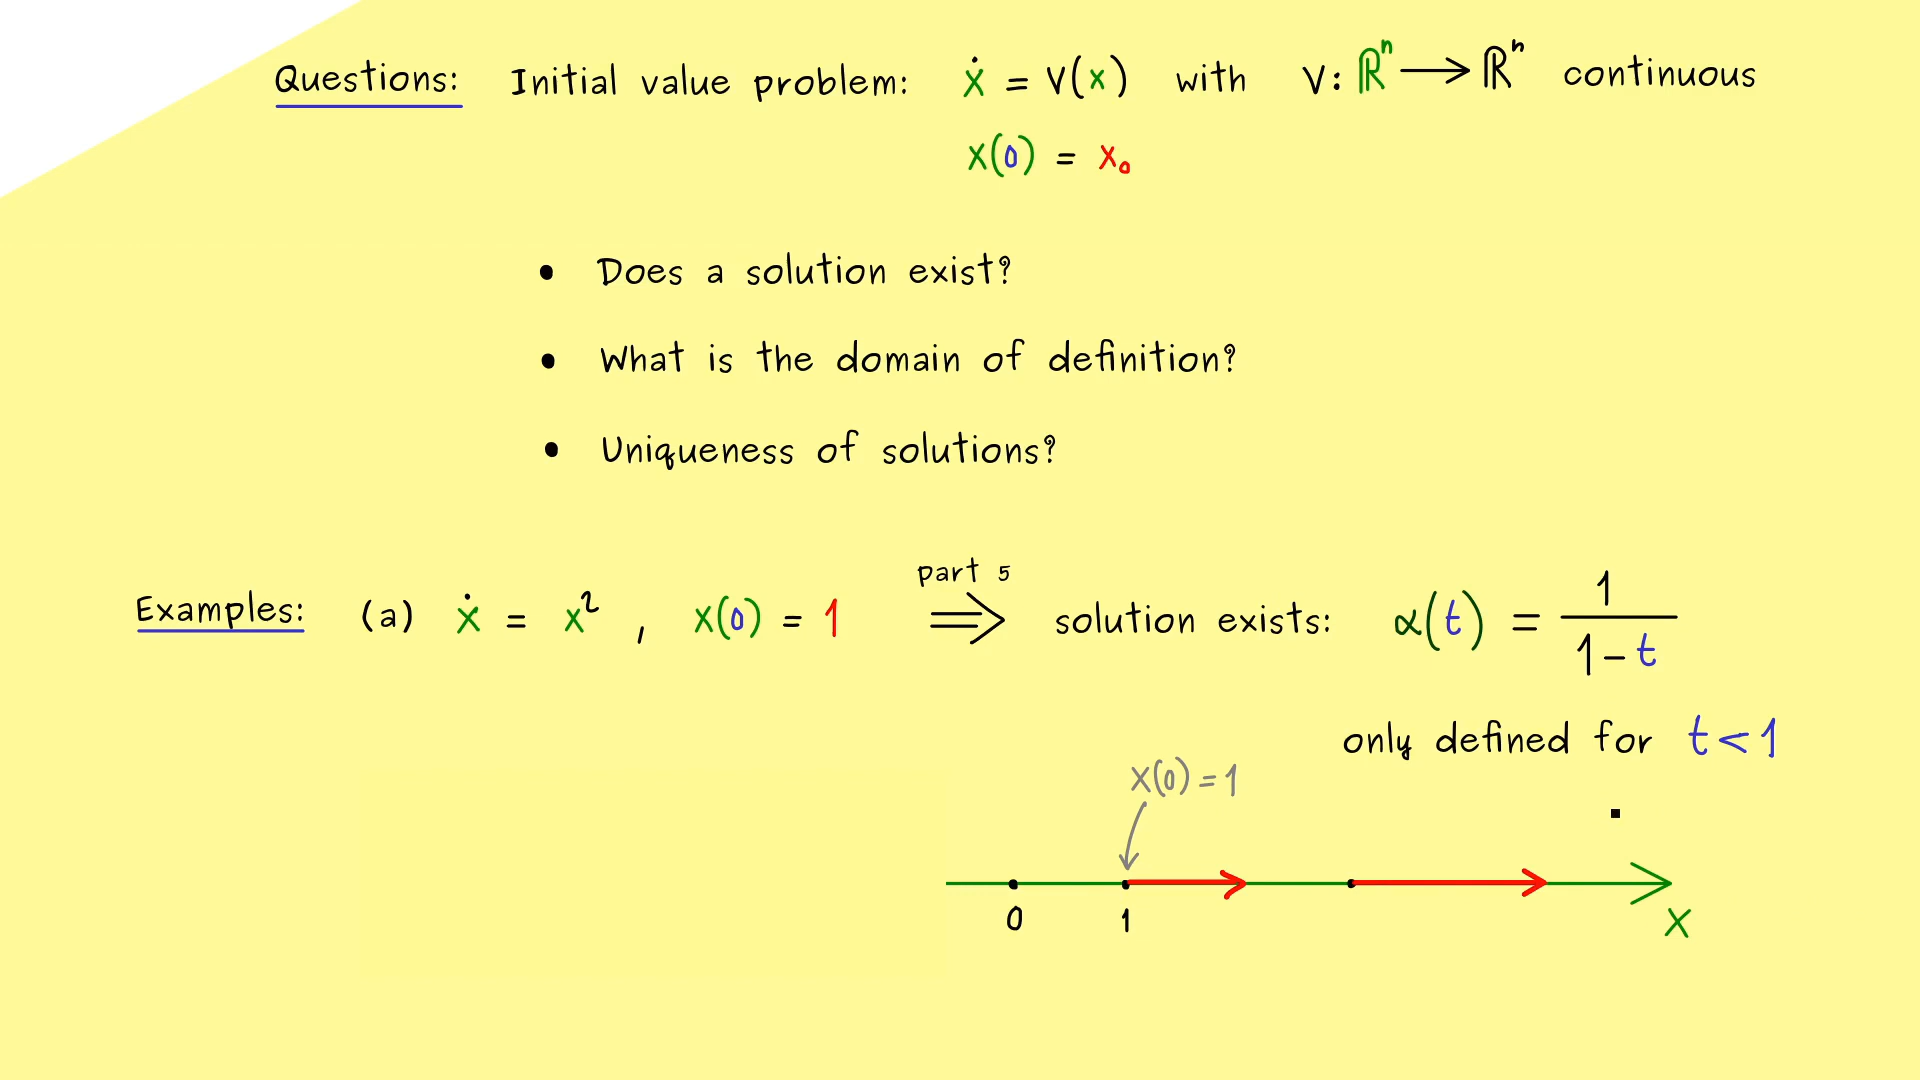 Questions: Initial value problem: ẋ = v(x) with v: ℝⁿ → ℝⁿ continuous
x(0) = x₀
• Does a solution exist?
• What is the domain of definition?
• Uniqueness of solutions?
part 5
Examples: (a) ẋ = x² , x(0) = 1 ⟹ solution exists: α(t) = 1/(1-t)
only defined for t < 1
x(0) = 1
0 1 x